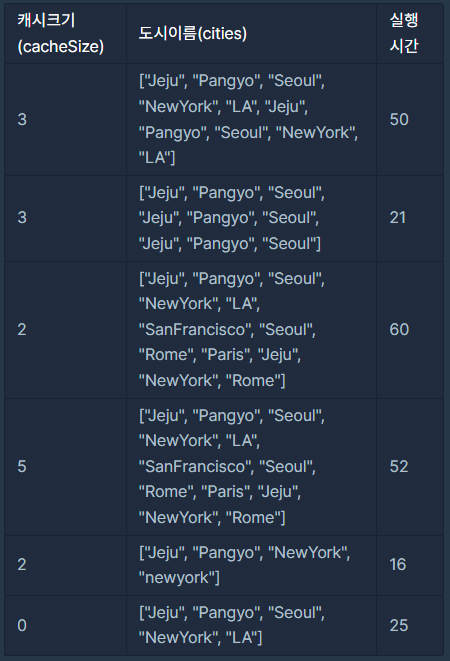 캐시크기
(cacheSize)
도시이름(cities)
실행
시간
3
["Jeju", "Pangyo", "Seoul",
"NewYork", "LA", "Jeju",
"Pangyo", "Seoul", "NewYork",
"LA"]
50
3
["Jeju", "Pangyo", "Seoul",
"Jeju", "Pangyo", "Seoul",
"Jeju", "Pangyo", "Seoul"]
21
2
["Jeju", "Pangyo", "Seoul",
"NewYork", "LA",
"SanFrancisco", "Seoul",
"Rome", "Paris", "Jeju",
"NewYork", "Rome"]
60
5
["Jeju", "Pangyo", "Seoul",
"NewYork", "LA",
"SanFrancisco", "Seoul",
"Rome", "Paris", "Jeju",
"NewYork", "Rome"]
52
2
["Jeju", "Pangyo", "NewYork",
"newyork"]
16
0
["Jeju", "Pangyo", "Seoul",
"NewYork", "LA"]
25